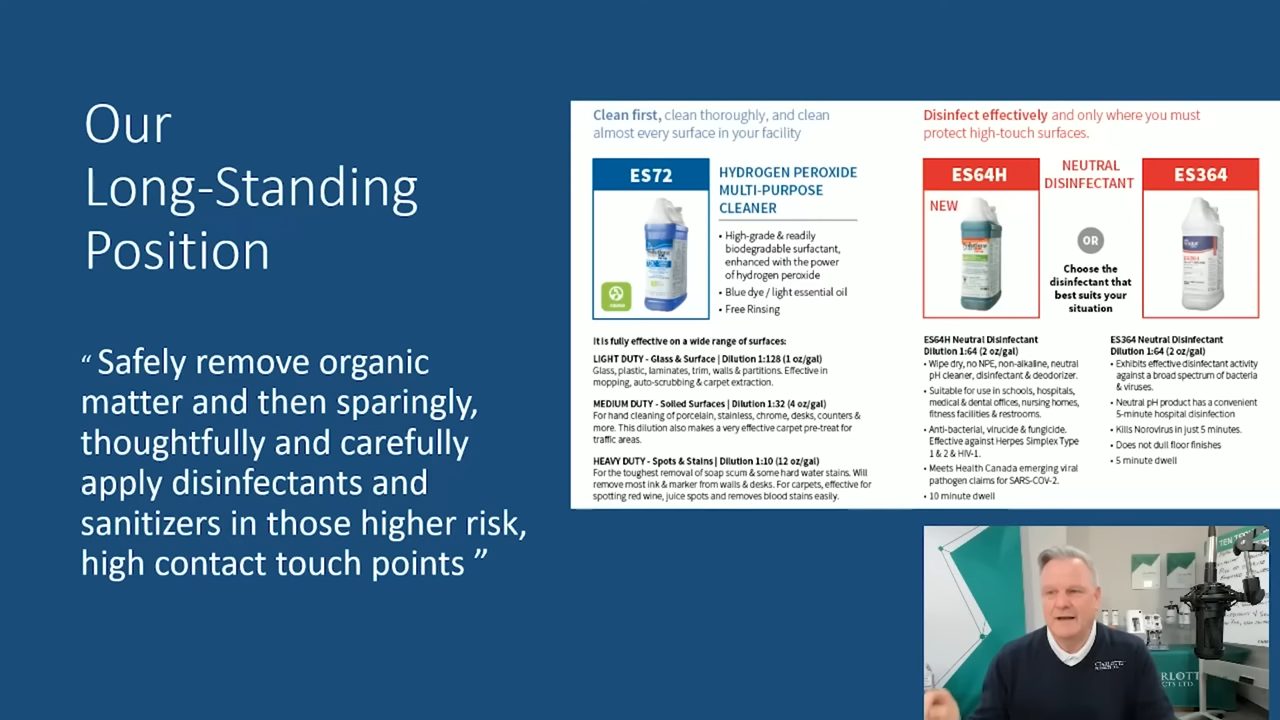 Our
Long-Standing
Position
“ Safely remove organic
matter and then sparingly,
thoughtfully and carefully
apply disinfectants and
sanitizers in those higher risk,
high contact touch points ”
Clean first, clean thoroughly, and clean
almost every surface in your facility
ES72
HYDROGEN PEROXIDE
MULTI-PURPOSE
CLEANER
• High-grade & readily
biodegradable surfactant,
enhanced with the power
of hydrogen peroxide
• Blue dye / light essential oil
• Free Rinsing
It is fully effective on a wide range of surfaces:
LIGHT DUTY - Glass & Surface | Dilution 1:128 (1 oz/gal)
Glass, plastic, laminates, trim, walls & partitions. Effective in
mopping, auto-scrubbing & carpet extraction.
MEDIUM DUTY - Soiled Surfaces | Dilution 1:32 (4 oz/gal)
For hand cleaning of porcelain, stainless, chrome, desks, counters &
more. This dilution also makes a very effective carpet pre-treat for
traffic areas.
HEAVY DUTY - Spots & Stains | Dilution 1:10 (12 oz/gal)
For the toughest removal of soap scum & some hard water stains. Will
remove most ink & marker from walls & desks. For carpets, effective for
spotting red wine, juice spots and removes blood stains easily.
Disinfect effectively and only where you must
protect high-touch surfaces.
ES64H
NEW
NEUTRAL
DISINFECTANT
OR
Choose the
disinfectant that
best suits your
situation
ES364
ES64H Neutral Disinfectant
Dilution 1:64 (2 oz/gal)
• Wipe dry, no NPE, non-alkaline, neutral
pH cleaner, disinfectant & deodorizer.
• Suitable for use in schools, hospitals,
medical & dental offices, nursing homes,
fitness facilities & restrooms.
• Anti-bacterial, virucide & fungicide.
Effective against Herpes Simplex Type
1 & 2 & HIV-1.
• Meets Health Canada emerging viral
pathogen claims for SARS-COV-2.
• 10 minute dwell
ES364 Neutral Disinfectant
Dilution 1:64 (2 oz/gal)
• Exhibits effective disinfectant activity
against a broad spectrum of bacteria
& viruses.
• Neutral pH product has a convenient
5-minute hospital disinfection
• Kills Norovirus in just 5 minutes.
• Does not dull floor finishes
• 5 minute dwell
RLOTT
CTS LTD